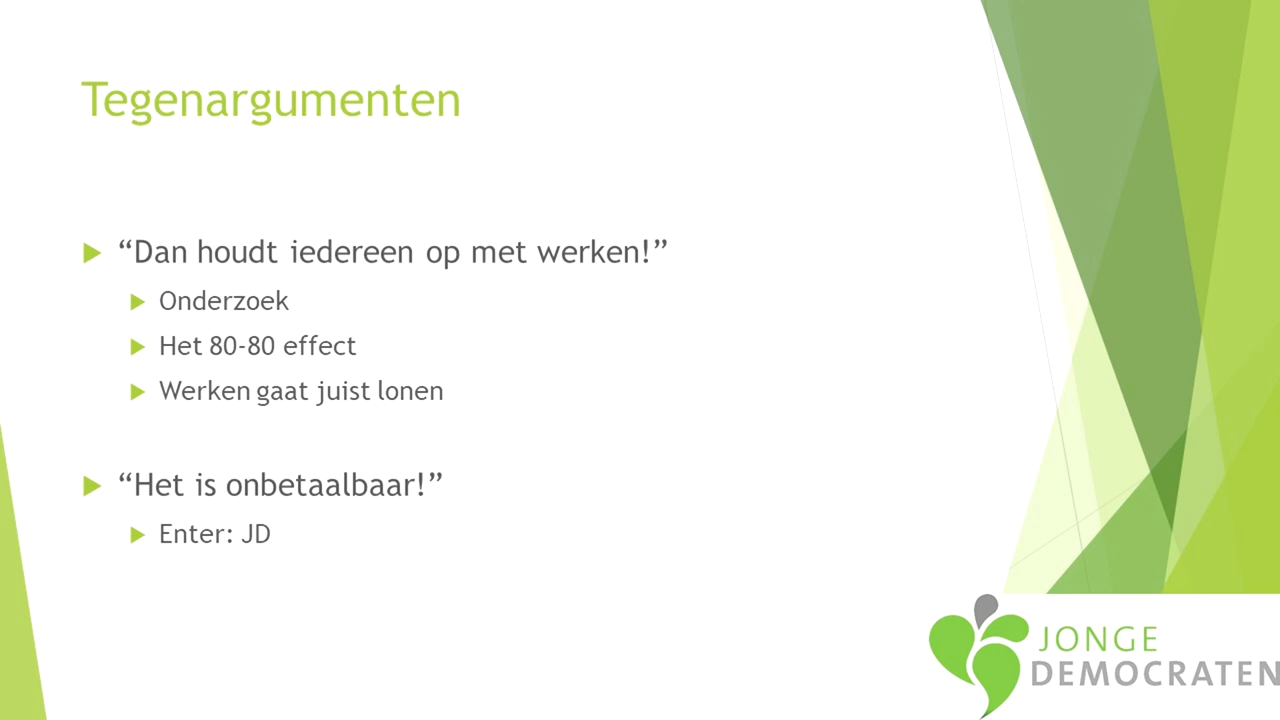 Tegenargumenten
“Dan houdt iedereen op met werken!”
Onderzoek
Het 80-80 effect
Werken gaat juist lonen
“Het is onbetaalbaar!”
Enter: JD
JONGE
DEMOCRATEN